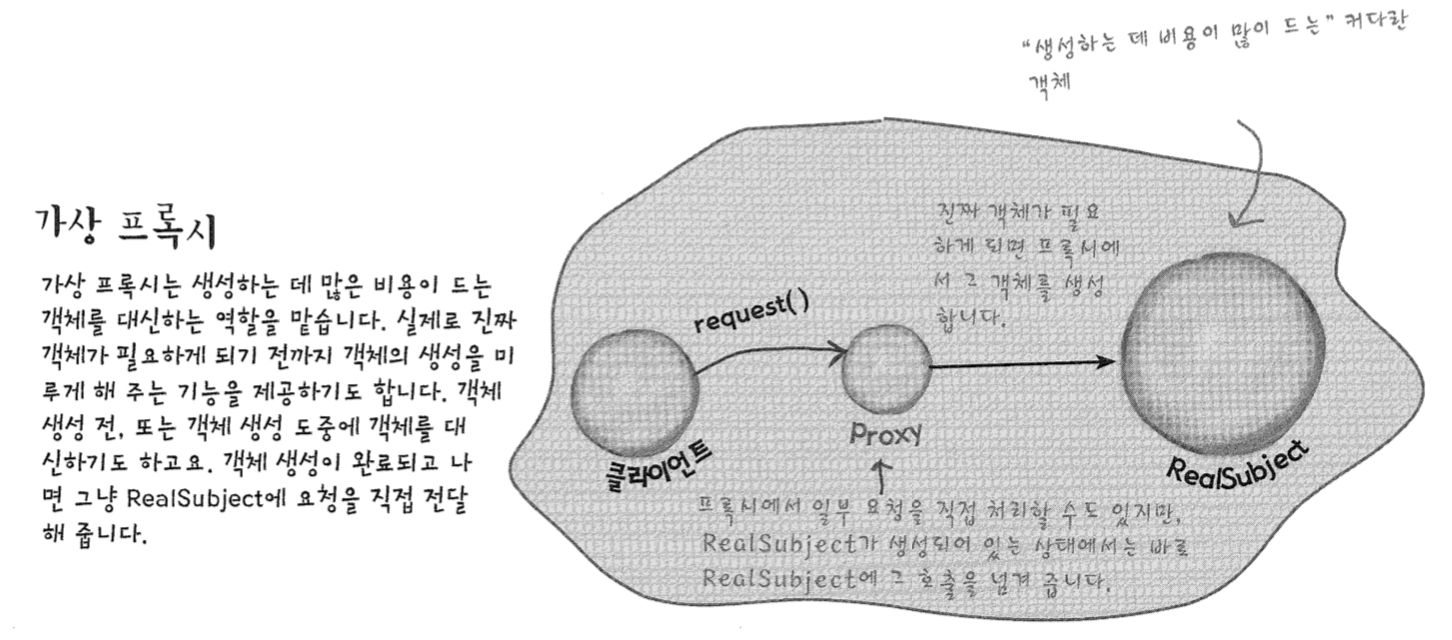 "생성하는 데 비용이 많이 드는" 커다란
객체
가상 프록시
가상 프록시는 생성하는 데 많은 비용이 드는
객체를 대신하는 역할을 맡습니다. 실제로 진짜
객체가 필요하게 되기 전까지 객체의 생성을 미
루게 해 주는 기능을 제공하기도 합니다. 객체
생성 전, 또는 객체 생성 도중에 객체를 대
신하기도 하고요. 객체 생성이 완료되고 나
면 그냥 RealSubject에 요청을 직접 전달
해 줍니다.
진짜 객체가 필요
하게 되면 프록시에
서 그 객체를 생성
합니다.
request()
클라이언트
Proxy
RealSubject
프록시에서 일부 요청을 직접 처리할 수도 있지만,
RealSubject가 생성되어 있는 상태에서는 바로
RealSubject에 그 호출을 넘겨 줍니다.